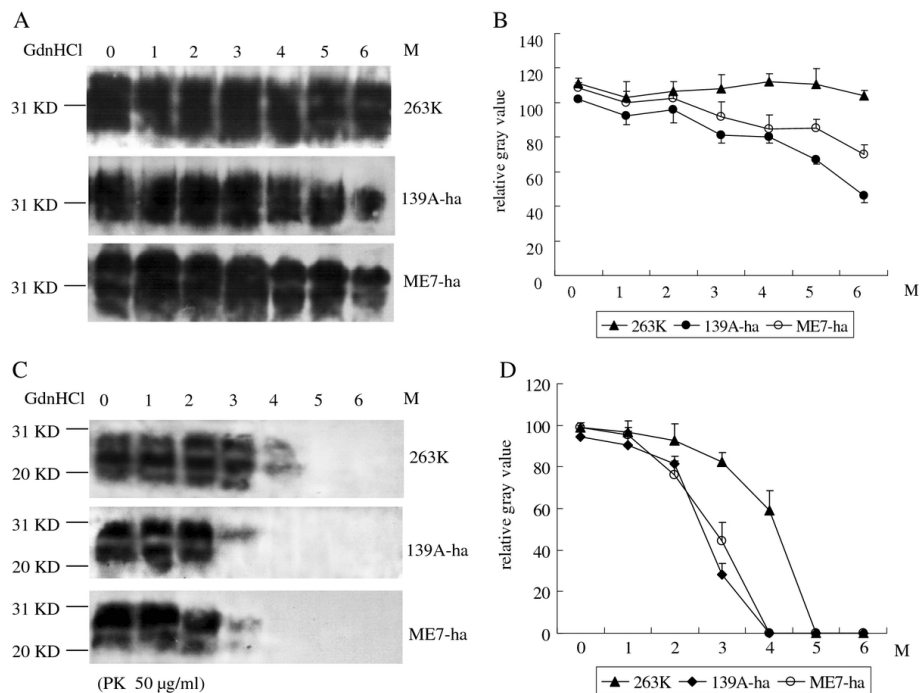 A
GdnHCl 0 1 2 3 4 5 6 M
31 KD 263K
31 KD 139A-ha
31 KD ME7-ha
B
relative gray value
140
120
100
80
60
40
20
0
0 1 2 3 4 5 6 M
263K 139A-ha ME7-ha
C
GdnHCl 0 1 2 3 4 5 6 M
31 KD
20 KD
263K
31 KD
20 KD
139A-ha
31 KD
20 KD
ME7-ha
(PK 50 µg/ml)
D
relative gray value
120
100
80
60
40
20
0
0 1 2 3 4 5 6 M
263K 139A-ha ME7-ha